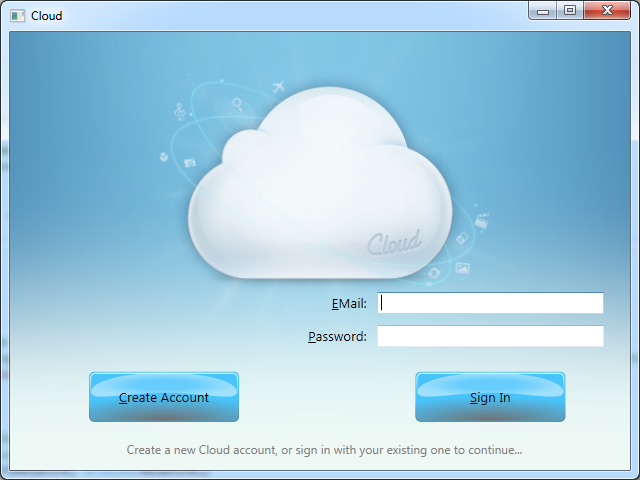 Cloud
Cloud
EMail:
Password:
Create Account
Sign In
Create a new Cloud account, or sign in with your existing one to continue...